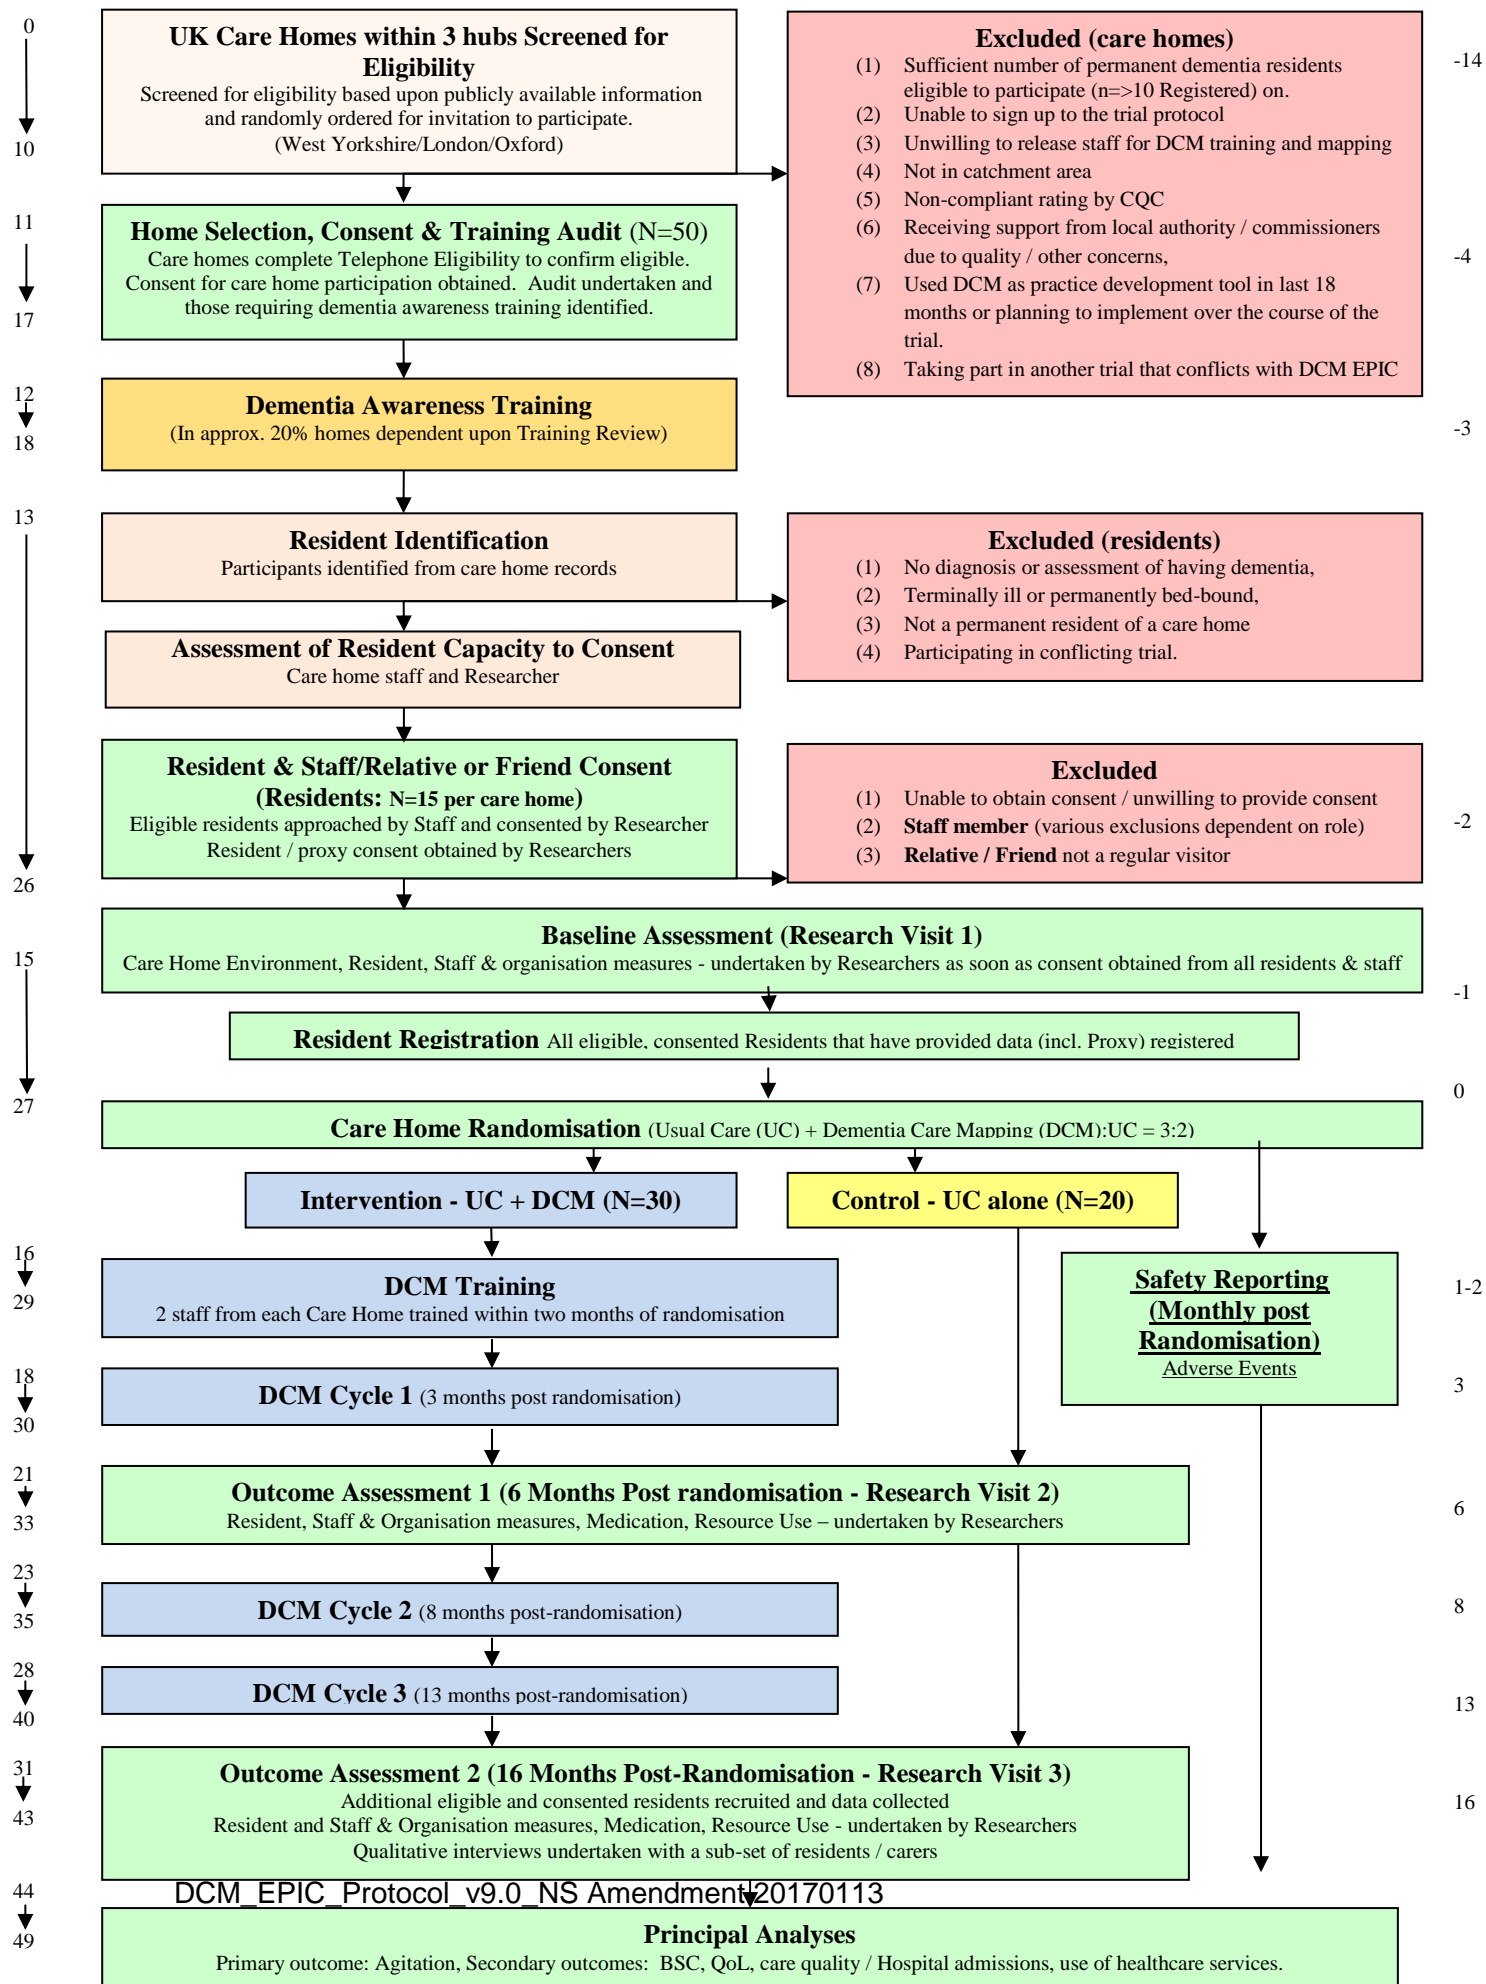 0
10
UK Care Homes within 3 hubs Screened for
Eligibility
Screened for eligibility based upon publicly available information
and randomly ordered for invitation to participate.
(West Yorkshire/London/Oxford)
Excluded (care homes)
(1) Sufficient number of permanent dementia residents
eligible to participate (n=>10 Registered) on.
(2) Unable to sign up to the trial protocol
(3) Unwilling to release staff for DCM training and mapping
(4) Not in catchment area
(5) Non-compliant rating by CQC
(6) Receiving support from local authority / commissioners
due to quality / other concerns,
(7) Used DCM as practice development tool in last 18
months or planning to implement over the course of the
trial.
(8) Taking part in another trial that conflicts with DCM EPIC
-14
11
17
Home Selection, Consent & Training Audit (N=50)
Care homes complete Telephone Eligibility to confirm eligible.
Consent for care home participation obtained. Audit undertaken and
those requiring dementia awareness training identified.
-4
12
18
Dementia Awareness Training
(In approx. 20% homes dependent upon Training Review)
-3
13
26
Resident Identification
Participants identified from care home records
Excluded (residents)
(1) No diagnosis or assessment of having dementia,
(2) Terminally ill or permanently bed-bound,
(3) Not a permanent resident of a care home
(4) Participating in conflicting trial.
Assessment of Resident Capacity to Consent
Care home staff and Researcher
Resident & Staff/Relative or Friend Consent
(Residents: N=15 per care home)
Eligible residents approached by Staff and consented by Researcher
Resident / proxy consent obtained by Researchers
Excluded
(1) Unable to obtain consent / unwilling to provide consent
(2) Staff member (various exclusions dependent on role)
(3) Relative / Friend not a regular visitor
-2
15
27
Baseline Assessment (Research Visit 1)
Care Home Environment, Resident, Staff & organisation measures - undertaken by Researchers as soon as consent obtained from all residents & staff
-1
Resident Registration All eligible, consented Residents that have provided data (incl. Proxy) registered
0
Care Home Randomisation (Usual Care (UC) + Dementia Care Mapping (DCM):UC = 3:2)
Intervention - UC + DCM (N=30)
Control - UC alone (N=20)
16
29
DCM Training
2 staff from each Care Home trained within two months of randomisation
Safety Reporting
(Monthly post
Randomisation)
Adverse Events
1-2
18
30
DCM Cycle 1 (3 months post randomisation)
3
21
33
Outcome Assessment 1 (6 Months Post randomisation - Research Visit 2)
Resident, Staff & Organisation measures, Medication, Resource Use – undertaken by Researchers
6
23
35
DCM Cycle 2 (8 months post-randomisation)
8
28
40
DCM Cycle 3 (13 months post-randomisation)
13
31
43
Outcome Assessment 2 (16 Months Post-Randomisation - Research Visit 3)
Additional eligible and consented residents recruited and data collected
Resident and Staff & Organisation measures, Medication, Resource Use - undertaken by Researchers
Qualitative interviews undertaken with a sub-set of residents / carers
16
44
49
DCM_EPIC_Protocol_v9.0_NS Amendment 20170113
Principal Analyses
Primary outcome: Agitation, Secondary outcomes: BSC, QoL, care quality / Hospital admissions, use of healthcare services.